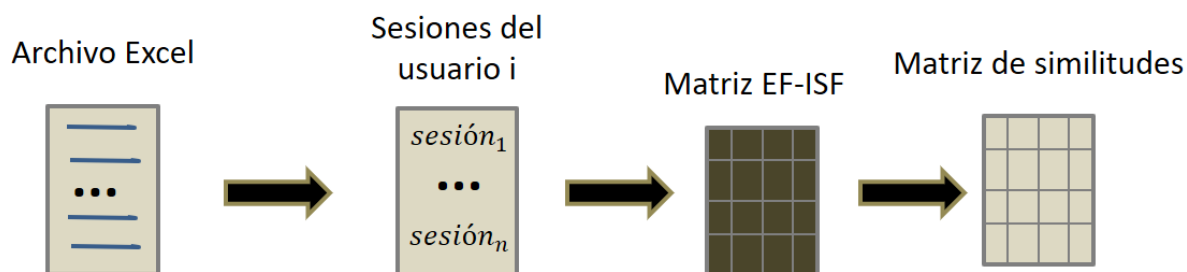 Archivo Excel
Sesiones del
usuario i
Matriz EF-ISF
Matriz de similitudes
...
sesión₁
...
sesiónₙ